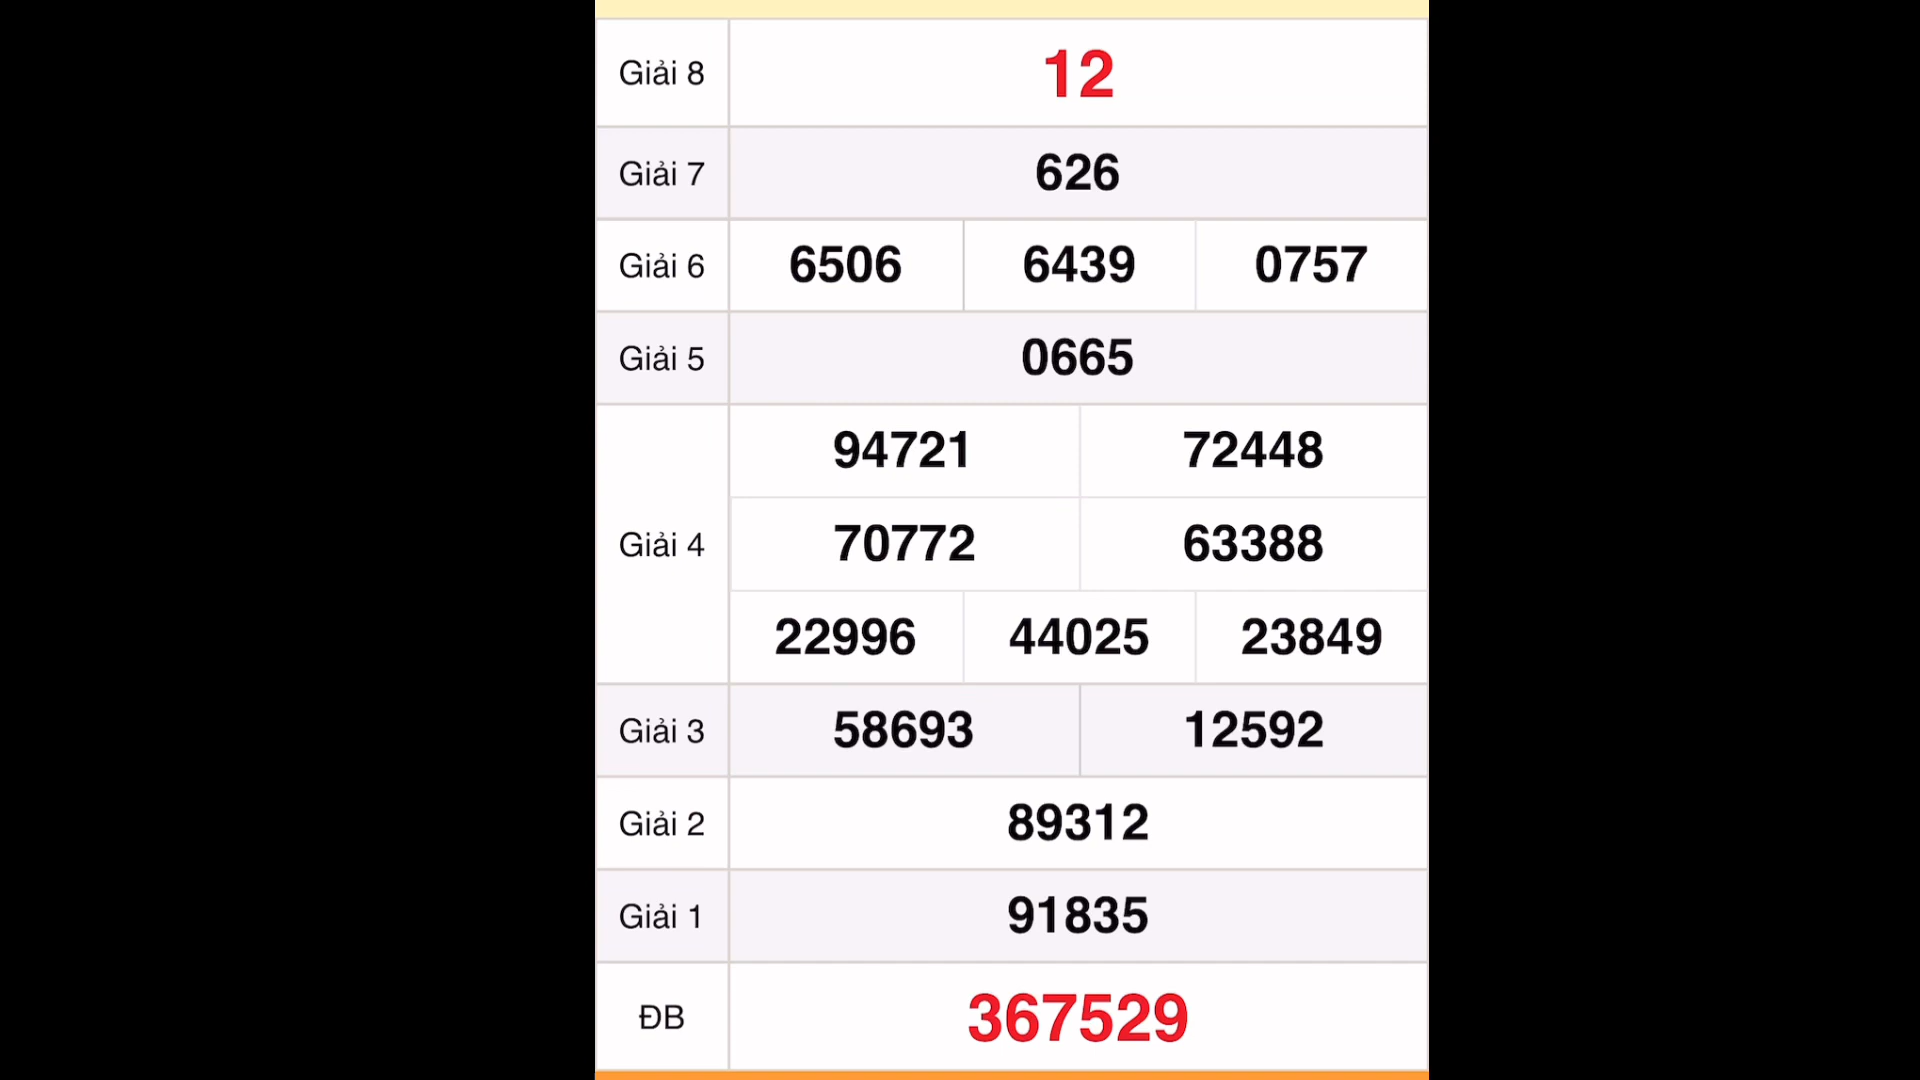 Giải 8 12
Giải 7 626
Giải 6 6506 6439 0757
Giải 5 0665
94721 72448
Giải 4 70772 63388
22996 44025 23849
Giải 3 58693 12592
Giải 2 89312
Giải 1 91835
ĐB 367529